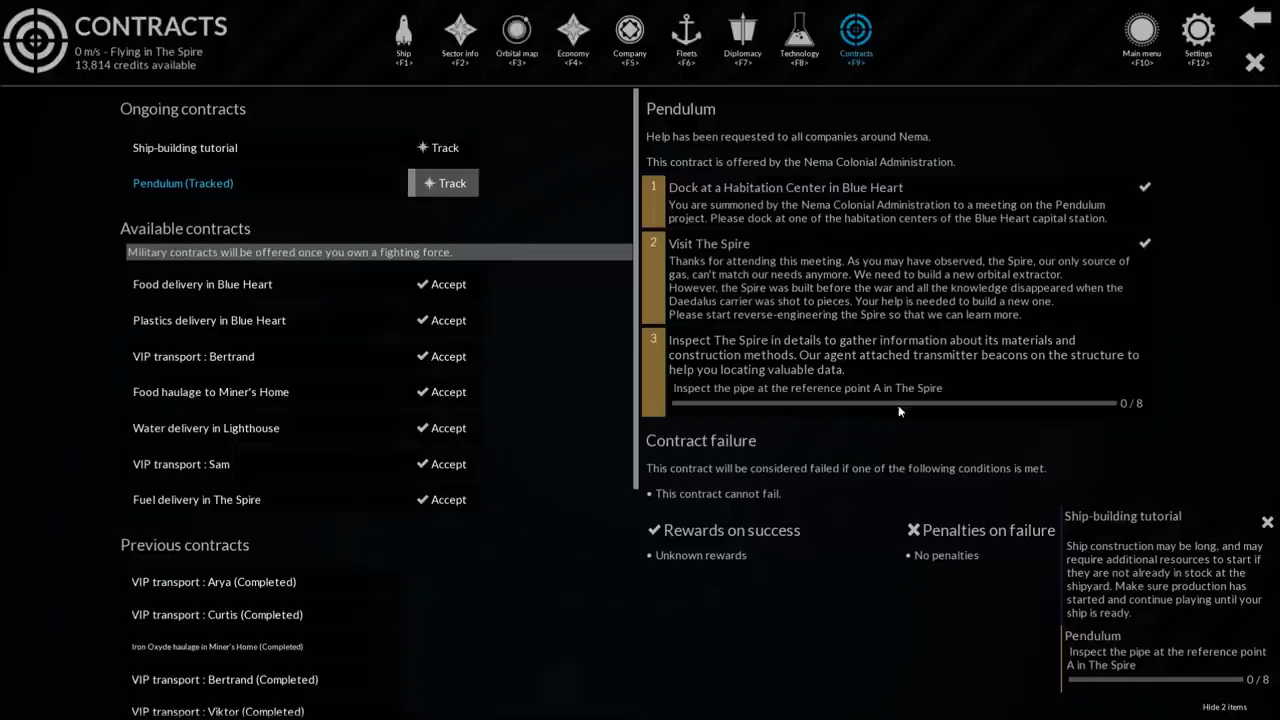 CONTRACTS
0 m/s - Flying in The Spire
13,814 credits available
Ship
<F1>
Sector info
<F2>
Orbital map
<F3>
Economy
<F4>
Company
<F5>
Fleets
<F6>
Diplomacy
<F7>
Technology
<F8>
Contracts
<F9>
Main menu
<F10>
Settings
<F12>
Ongoing contracts
Ship-building tutorial
Track
Pendulum (Tracked)
Track
Available contracts
Military contracts will be offered once you own a fighting force.
Food delivery in Blue Heart
Accept
Plastics delivery in Blue Heart
Accept
VIP transport : Bertrand
Accept
Food haulage to Miner's Home
Accept
Water delivery in Lighthouse
Accept
VIP transport : Sam
Accept
Fuel delivery in The Spire
Accept
Previous contracts
VIP transport : Arya (Completed)
VIP transport : Curtis (Completed)
Iron Oxyde haulage in Miner's Home (Completed)
VIP transport : Bertrand (Completed)
VIP transport : Viktor (Completed)
Pendulum
Help has been requested to all companies around Nema.
This contract is offered by the Nema Colonial Administration.
1
Dock at a Habitation Center in Blue Heart
You are summoned by the Nema Colonial Administration to a meeting on the Pendulum
project. Please dock at one of the habitation centers of the Blue Heart capital station.
2
Visit The Spire
Thanks for attending this meeting. As you may have observed, the Spire, our only source of
gas, can't match our needs anymore. We need to build a new orbital extractor.
However, the Spire was built before the war and all the knowledge disappeared when the
Daedalus carrier was shot to pieces. Your help is needed to build a new one.
Please start reverse-engineering the Spire so that we can learn more.
3
Inspect The Spire in details to gather information about its materials and
construction methods. Our agent attached transmitter beacons on the structure to
help you locating valuable data.
Inspect the pipe at the reference point A in The Spire
0 / 8
Contract failure
This contract will be considered failed if one of the following conditions is met.
• This contract cannot fail.
Rewards on success
• Unknown rewards
Penalties on failure
• No penalties
Ship-building tutorial
Ship construction may be long, and may
require additional resources to start if
they are not already in stock at the
shipyard. Make sure production has
started and continue playing until your
ship is ready.
Pendulum
Inspect the pipe at the reference point
A in The Spire
0 / 8
Hide 2 items